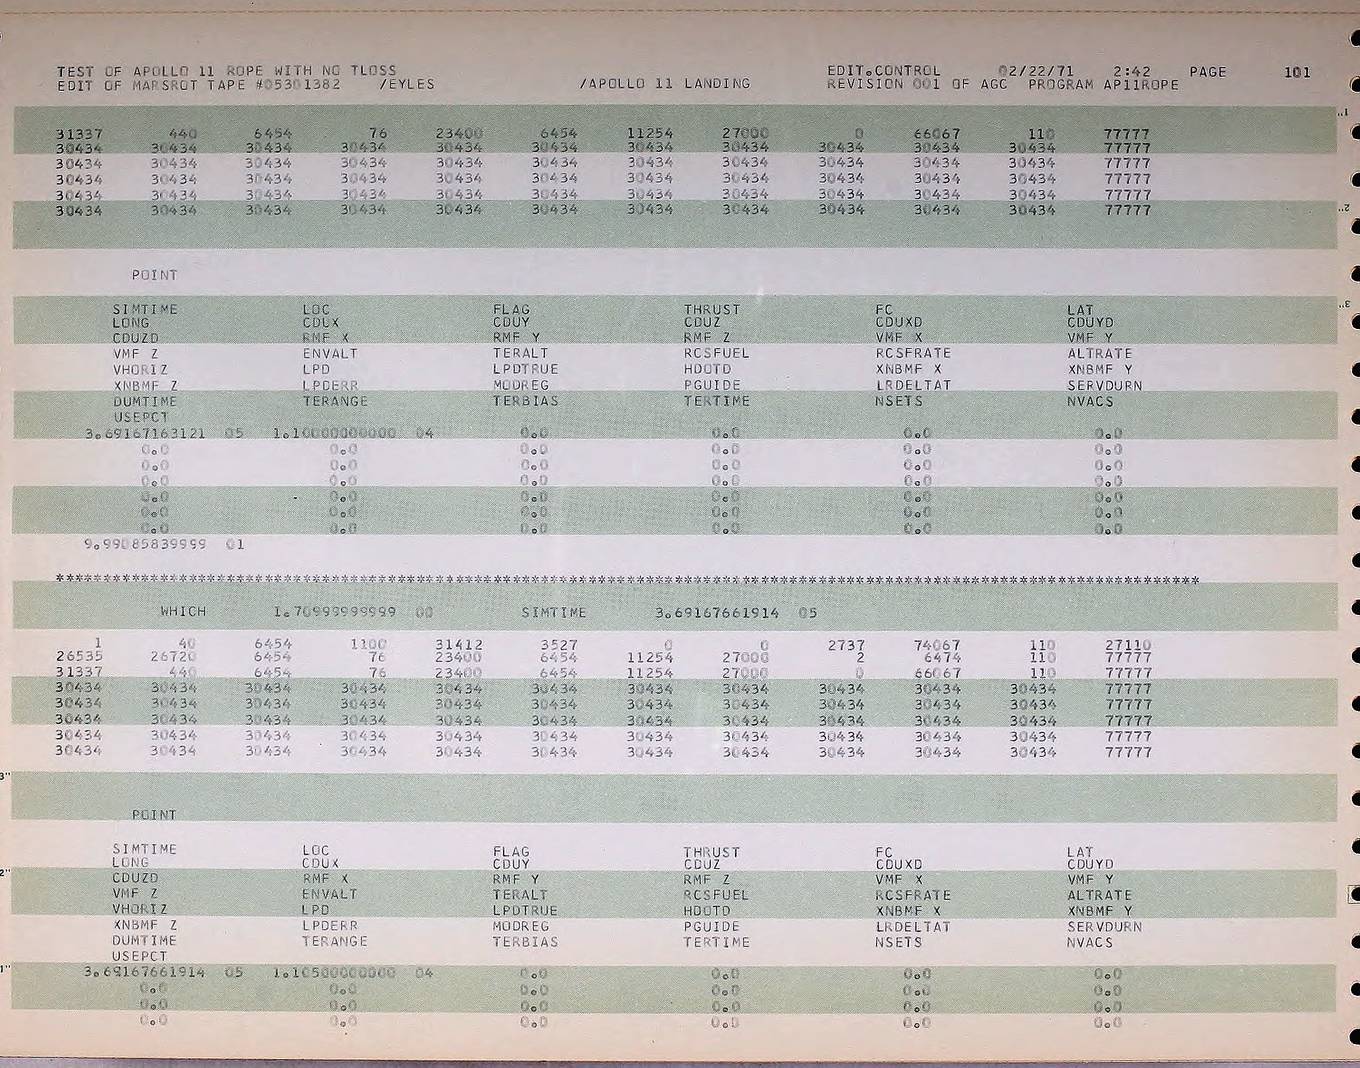 TEST OF APOLLO 11 ROPE WITH NO TLOSS EDIT.CONTROL 02/22/71 2:42 PAGE 101
EDIT OF MARSROT TAPE #05301382 /EYLES /APOLLO 11 LANDING REVISION 001 OF AGC PROGRAM AP11ROPE
31337 440 6454 76 23400 6454 11254 27000 0 66067 110 77777
30434 30434 30434 30434 30434 30434 30434 30434 30434 30434 30434 77777
30434 30434 30434 30434 30434 30434 30434 30434 30434 30434 30434 77777
30434 30434 30434 30434 30434 30434 30434 30434 30434 30434 30434 77777
30434 30434 30434 30434 30434 30434 30434 30434 30434 30434 30434 77777
30434 30434 30434 30434 30434 30434 30434 30434 30434 30434 30434 77777
POINT
SIMTIME LOC FLAG THRUST FC LAT
LONG CDUX CDUY CDUZ CDUXD CDUYD
CDUZD RMF X RMF Y RMF Z VMF X VMF Y
VMF Z ENVALT TERALT RCSFUEL RCSFRATE ALTRATE
VHORIZ LPD LPDTRUE HDOTD XNBMF X XNBMF Y
XNBMF Z LPDERR MODREG PGUIDE LRDELTAT SERVDURN
DUMTIME TERANGE TERBIAS TERTIME NSETS NVACS
USEPCT
3.69167163121 05 1.10000000000 04 0.0 0.0 0.0 0.0
0.0 0.0 0.0 0.0 0.0 0.0
0.0 0.0 0.0 0.0 0.0 0.0
0.0 0.0 0.0 0.0 0.0 0.0
0.0 0.0 0.0 0.0 0.0 0.0
0.0 0.0 0.0 0.0 0.0 0.0
0.0 0.0 0.0 0.0 0.0 0.0
9.99085839999 01
************************************************************************************************************************
WHICH 1.70999999999 00 SIMTIME 3.69167661914 05
1 40 6454 1100 31412 3527 0 0 2737 74067 110 27110
26535 26720 6454 76 23400 6454 11254 27000 2 6474 110 77777
31337 440 6454 76 23400 6454 11254 27000 0 66067 110 77777
30434 30434 30434 30434 30434 30434 30434 30434 30434 30434 30434 77777
30434 30434 30434 30434 30434 30434 30434 30434 30434 30434 30434 77777
30434 30434 30434 30434 30434 30434 30434 30434 30434 30434 30434 77777
30434 30434 30434 30434 30434 30434 30434 30434 30434 30434 30434 77777
30434 30434 30434 30434 30434 30434 30434 30434 30434 30434 30434 77777
POINT
SIMTIME LOC FLAG THRUST FC LAT
LONG CDUX CDUY CDUZ CDUXD CDUYD
CDUZD RMF X RMF Y RMF Z VMF X VMF Y
VMF Z ENVALT TERALT RCSFUEL RCSFRATE ALTRATE
VHORIZ LPD LPDTRUE HDOTD XNBMF X XNBMF Y
XNBMF Z LPDERR MODREG PGUIDE LRDELTAT SERVDURN
DUMTIME TERANGE TERBIAS TERTIME NSETS NVACS
USEPCT
3.69167661914 05 1.10500000000 04 0.0 0.0 0.0 0.0
0.0 0.0 0.0 0.0 0.0 0.0
0.0 0.0 0.0 0.0 0.0 0.0
0.0 0.0 0.0 0.0 0.0 0.0
3"
2"
1"